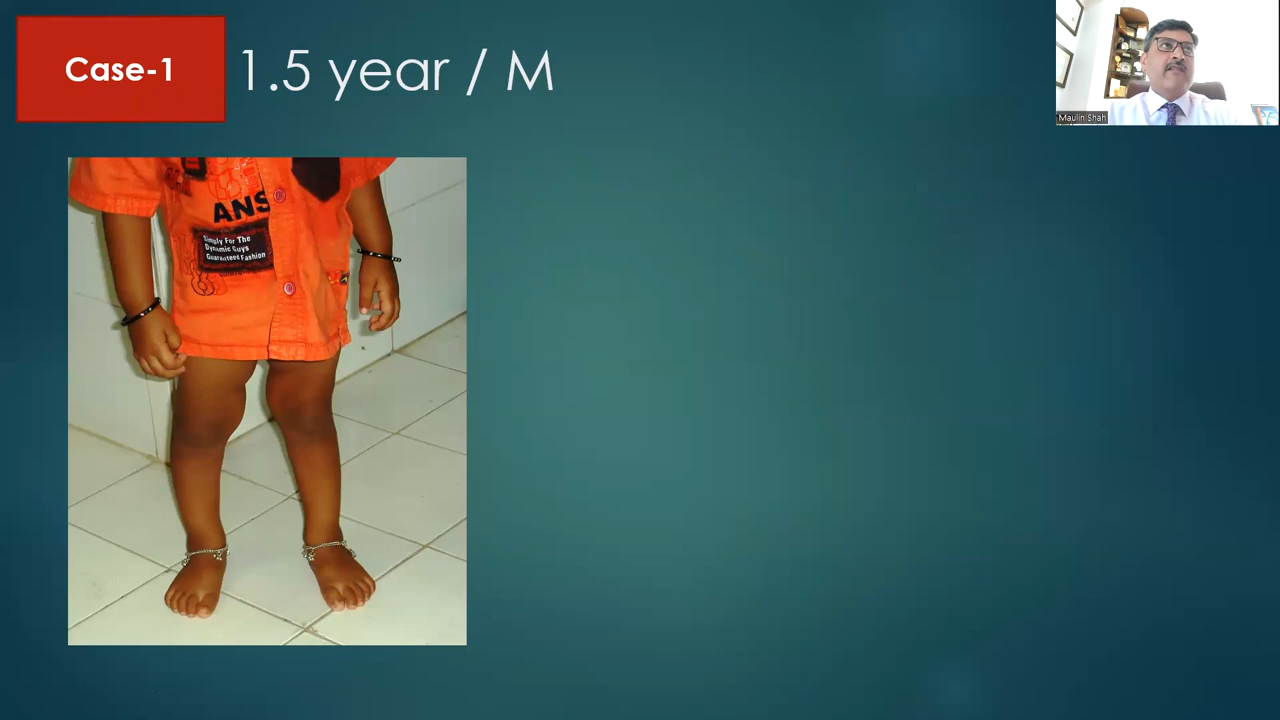 Case-1
1.5 year / M
Maulin Shah
ANS
Simply For The
Dynamic Guys
Guaranteed Fashion